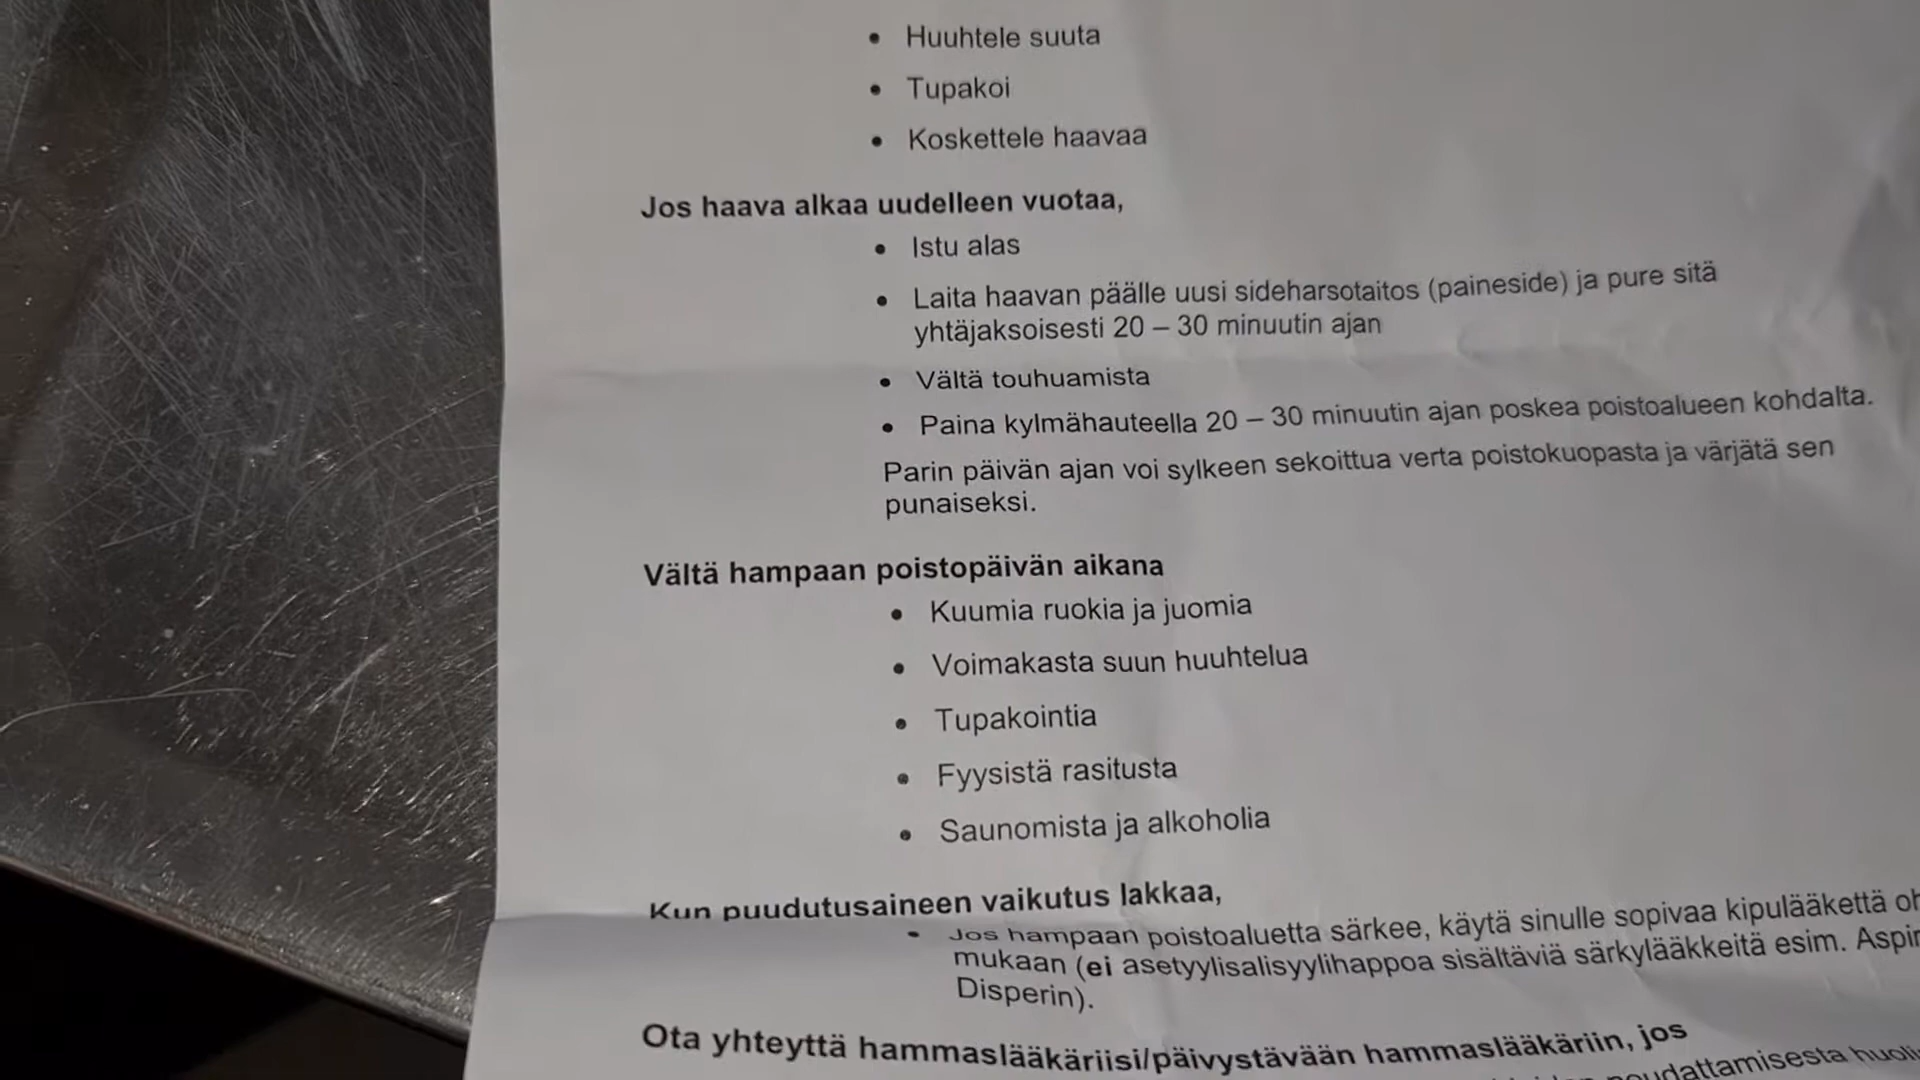 • Huuhtele suuta
• Tupakoi
• Koskettele haavaa
Jos haava alkaa uudelleen vuotaa,
• Istu alas
• Laita haavan päälle uusi sideharsotaitos (paineside) ja pure sitä
yhtäjaksoisesti 20 – 30 minuutin ajan
• Vältä touhuamista
• Paina kylmähauteella 20 – 30 minuutin ajan poskea poistoalueen kohdalta.
Parin päivän ajan voi sylkeen sekoittua verta poistokuopasta ja värjätä sen
punaiseksi.
Vältä hampaan poistopäivän aikana
• Kuumia ruokia ja juomia
• Voimakasta suun huuhtelua
• Tupakointia
• Fyysistä rasitusta
• Saunomista ja alkoholia
Kun puudutusaineen vaikutus lakkaa,
• Jos hampaan poistoaluetta särkee, käytä sinulle sopivaa kipulääkettä
mukaan (ei asetyylisalisyylihappoa sisältäviä särkylääkkeitä esim.
Disperin).
Ota yhteyttä hammaslääkäriisi/päivystävään hammaslääkäriin, jos